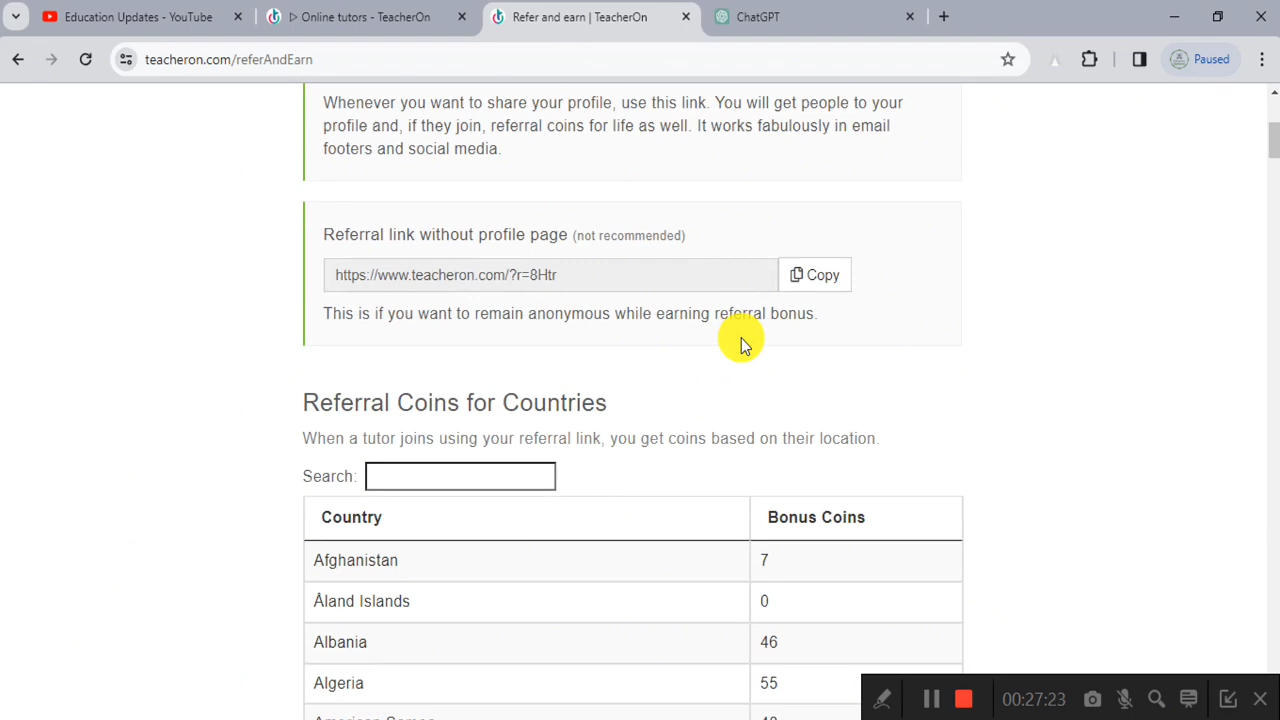 Education Updates - YouTube
Online tutors - TeacherOn
Refer and earn | TeacherOn
ChatGPT
teacheron.com/referAndEarn
Paused
Whenever you want to share your profile, use this link. You will get people to your
profile and, if they join, referral coins for life as well. It works fabulously in email
footers and social media.
Referral link without profile page (not recommended)
https://www.teacheron.com/?r=8Htr
Copy
This is if you want to remain anonymous while earning referral bonus.
Referral Coins for Countries
When a tutor joins using your referral link, you get coins based on their location.
Search:
Country Bonus Coins
Afghanistan 7
Åland Islands 0
Albania 46
Algeria 55
00:27:23